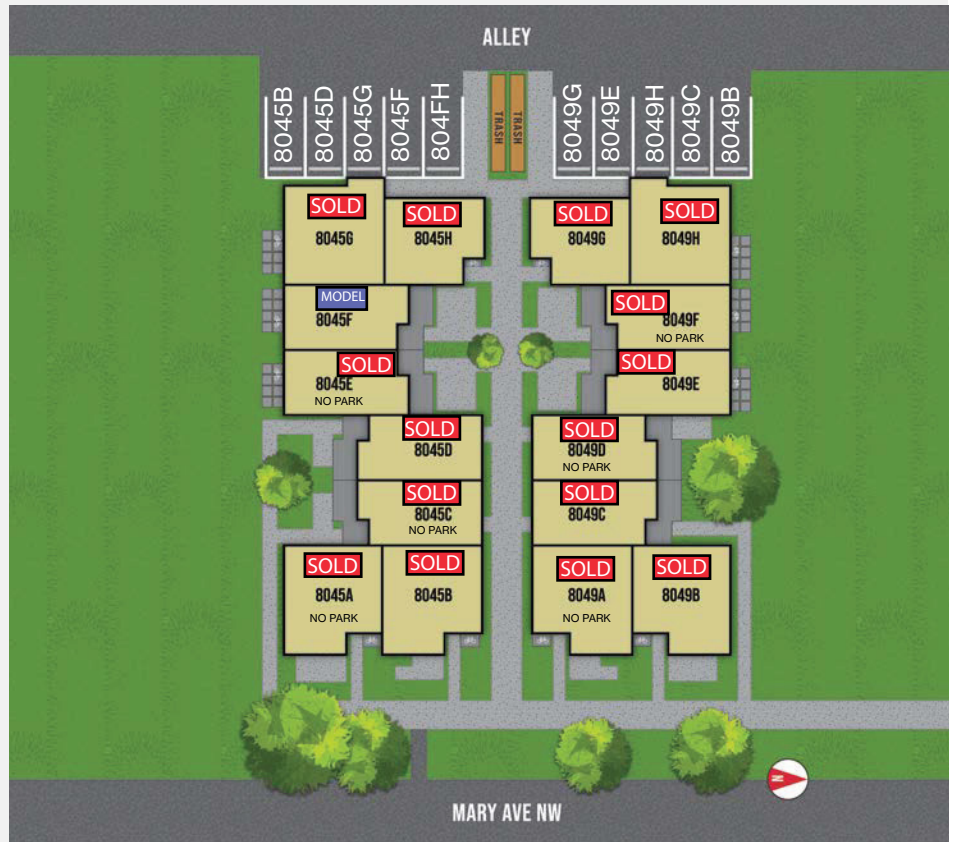 ALLEY
8045B
8045D
8045G
8045F
804FH
TRASH
TRASH
8049G
8049E
8049H
8049C
8049B
SOLD
8045G
SOLD
8045H
SOLD
8049G
SOLD
8049H
MODEL
8045F
SOLD
8049F
NO PARK
SOLD
8045E
NO PARK
SOLD
8049E
SOLD
8045D
SOLD
8049D
NO PARK
SOLD
8045C
NO PARK
SOLD
8049C
SOLD
8045A
NO PARK
SOLD
8045B
SOLD
8049A
NO PARK
SOLD
8049B
N
MARY AVE NW